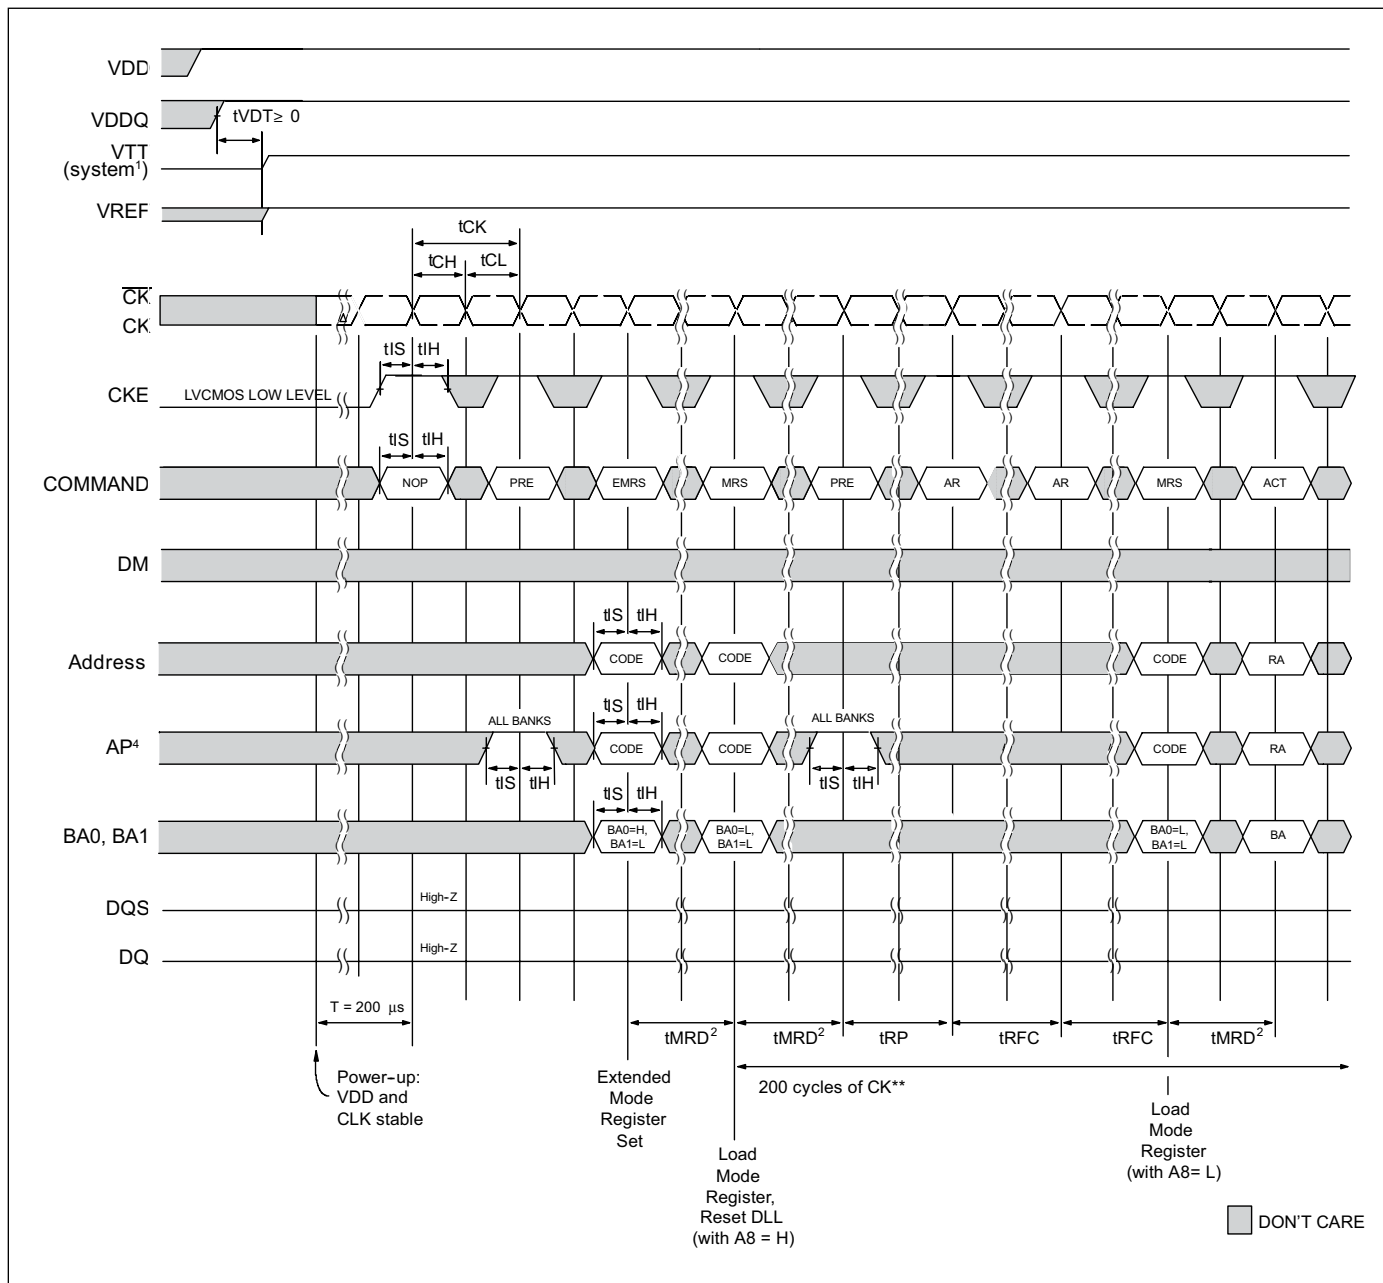 VDD
VDDQ
tVDT≥ 0
VTT
(system¹)
VREF
tCK
tCH
tCL
CK
CK
tIS
tIH
CKE
LVCMOS LOW LEVEL
tIS
tIH
COMMAND
NOP
PRE
EMRS
MRS
PRE
AR
AR
MRS
ACT
DM
tIS
tIH
Address
CODE
CODE
CODE
RA
ALL BANKS
tIS
tIH
ALL BANKS
AP⁴
CODE
CODE
CODE
RA
tIS
tIH
tIS
tIH
tIS
tIH
BA0, BA1
BA0=H,
BA1=L
BA0=L,
BA1=L
BA0=L,
BA1=L
BA
DQS
High-Z
DQ
High-Z
T = 200 µs
tMRD²
tMRD²
tRP
tRFC
tRFC
tMRD²
Power-up:
VDD and
CLK stable
Extended
Mode
Register
Set
200 cycles of CK**
Load
Mode
Register,
Reset DLL
(with A8 = H)
Load
Mode
Register
(with A8= L)
DON'T CARE